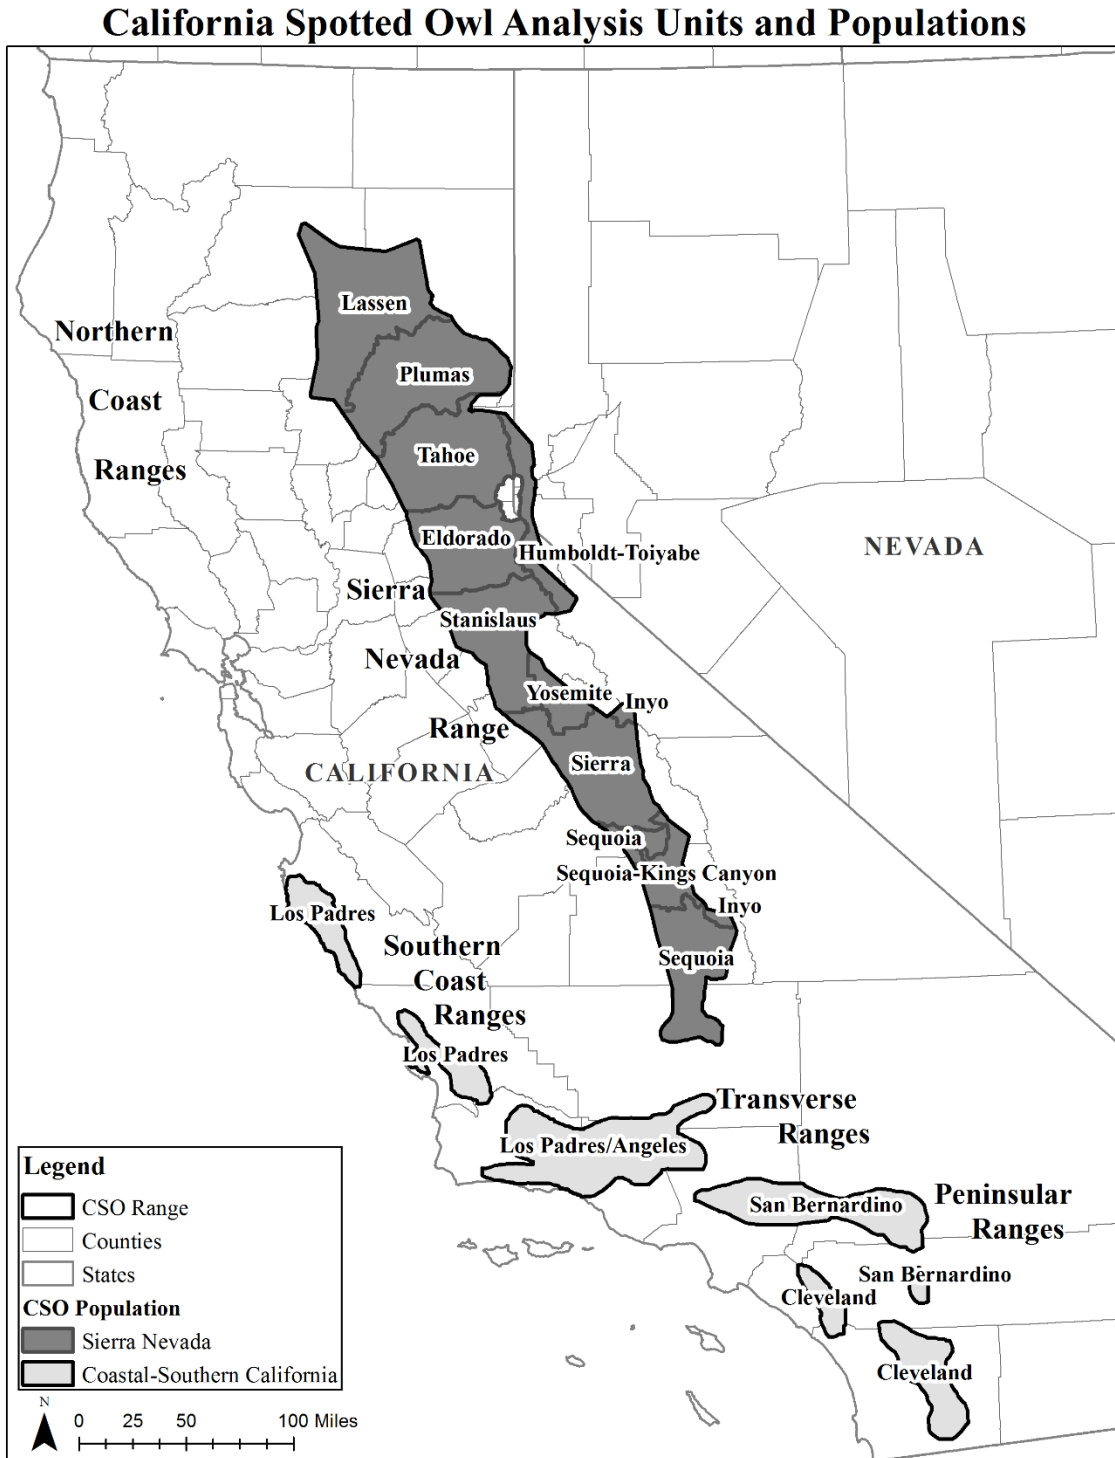 California Spotted Owl Analysis Units and Populations
Lassen
Northern
Plumas
Coast
Tahoe
Ranges
Eldorado
NEVADA
Humboldt-Toiyabe
Sierra
Stanislaus
Nevada
Yosemite
Inyo
Range
Sierra
CALIFORNIA
Sequoia
Sequoia-Kings Canyon
Inyo
Los Padres
Southern
Sequoia
Coast
Ranges
Los Padres
Transverse
Ranges
Los Padres/Angeles
Peninsular
San Bernardino
Ranges
San Bernardino
Cleveland
Cleveland
Legend
CSO Range
Counties
States
CSO Population
Sierra Nevada
Coastal-Southern California
N
0 25 50 100 Miles